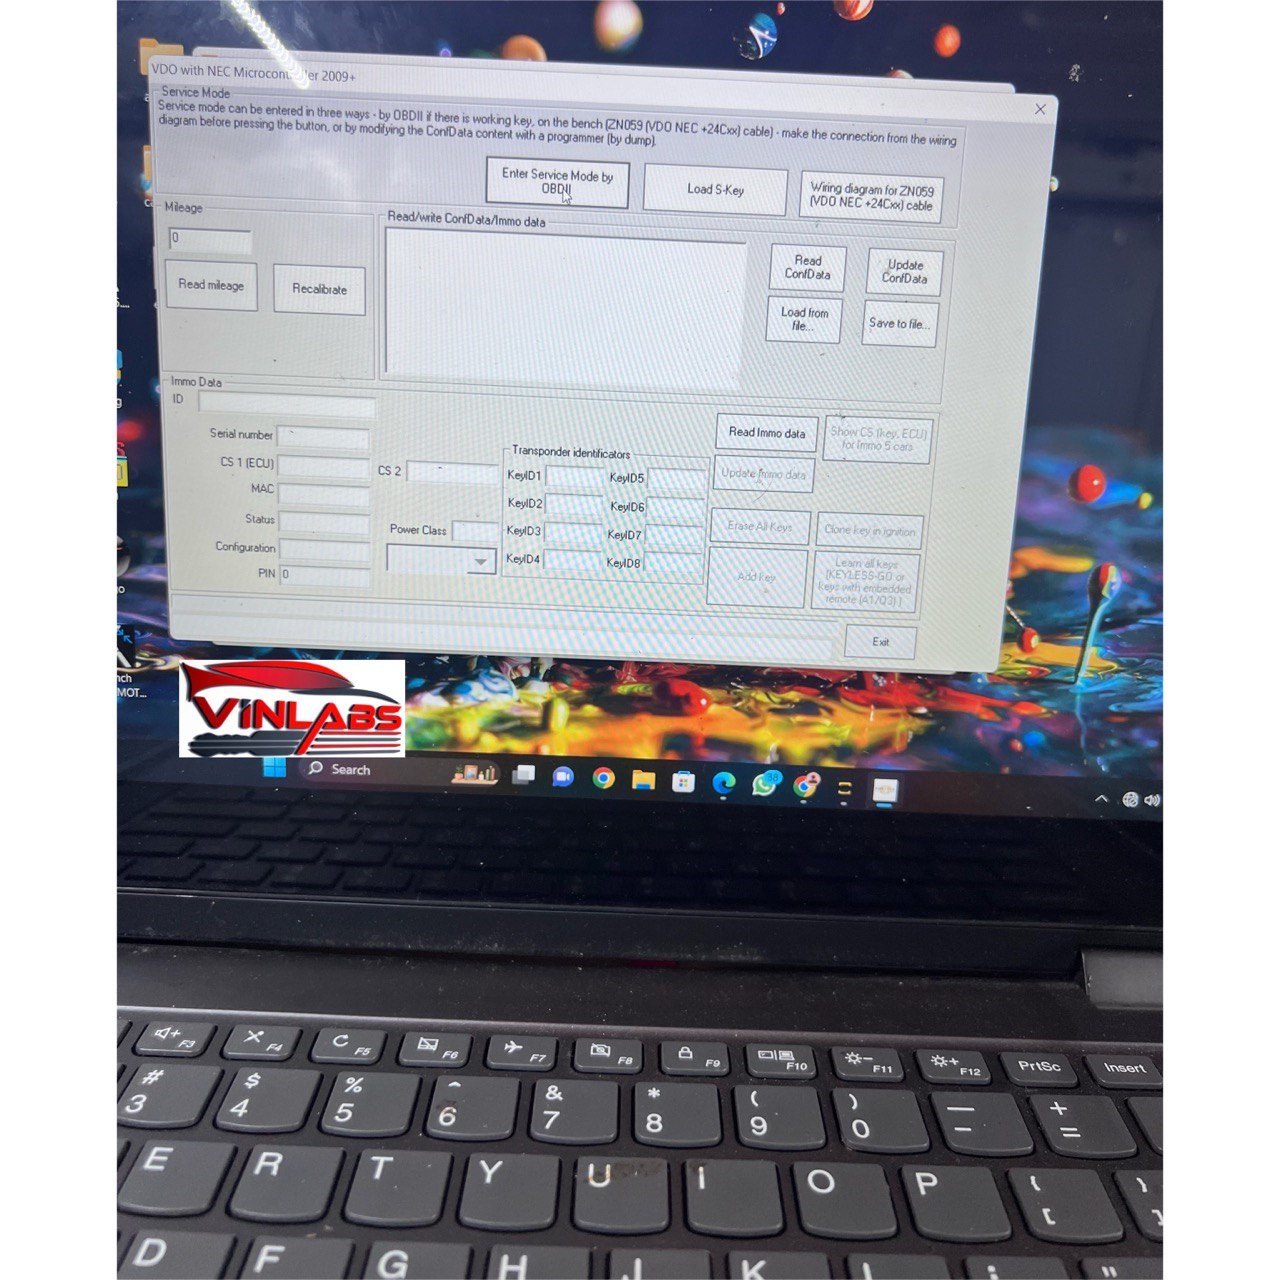 VDO with NEC Microcontroller 2009+
Service Mode
Service mode can be entered in three ways - by OBDII if there is working key, on the bench (ZN059 (VDO NEC +24Cxx) cable) - make the connection from the wiring
diagram before pressing the button, or by modifying the ConfData content with a programmer (by dump).
Enter Service Mode by
OBDII
Load S-Key
Wiring diagram for ZN059
(VDO NEC +24Cxx) cable
Mileage
0
Read mileage
Recalibrate
Read/write ConfData/Immo data
Read
ConfData
Update
ConfData
Load from
file...
Save to file...
Immo Data
ID
Serial number
CS 1 (ECU)
MAC
Status
Configuration
PIN
0
CS 2
Power Class
Transponder identificators
KeyID1
KeyID2
KeyID3
KeyID4
KeyID5
KeyID6
KeyID7
KeyID8
Read Immo data
Show CS (key, ECU)
for Immo 5 cars
Update Immo data
Erase All Keys
Clone key in ignition
Add key
Learn all keys
(KEYLESS-GO or
keys with embedded
remote (A1/Q3) )
Exit
VINLABS
MOT...
Search
38
F3
F4
F5
F6
F7
F8
F9
F10
F11
F12
PrtSc
Insert
# 3
$ 4
% 5
^ 6
& 7
* 8
( 9
) 0
— -
+ =
E
R
T
Y
U
I
O
P
{ [
} ]
D
F
G
H
J
K
L
: ;
"